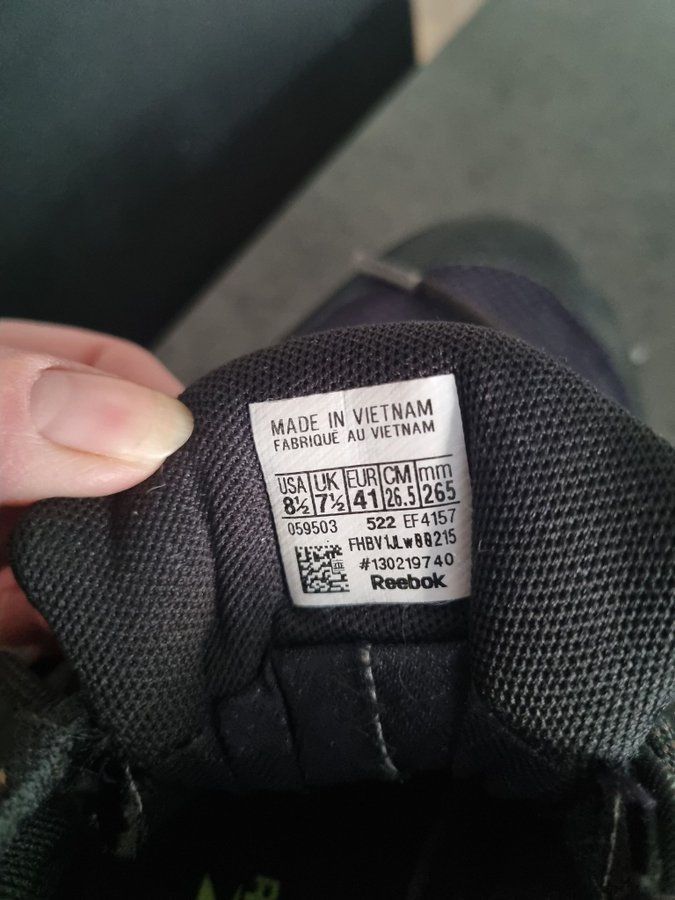 MADE IN VIETNAM
FABRIQUÉ AU VIETNAM
USA UK EUR CM mm
8½ 7½ 41 26.5 265
059503 522 EF4157
FHBV1JLw00215
#130219740
Reebok